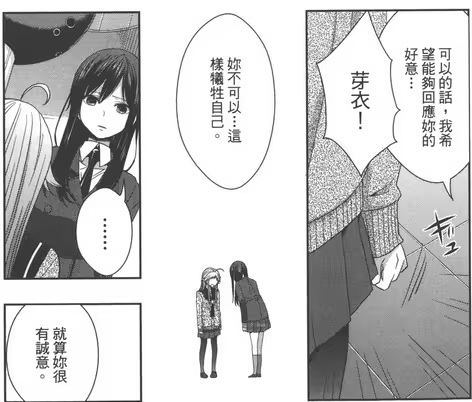 可以的話，我希
望能夠回應妳的
好意…
芽衣！
ギュ
妳不可以…這
樣犧牲自己。
……
就算妳很
有誠意。